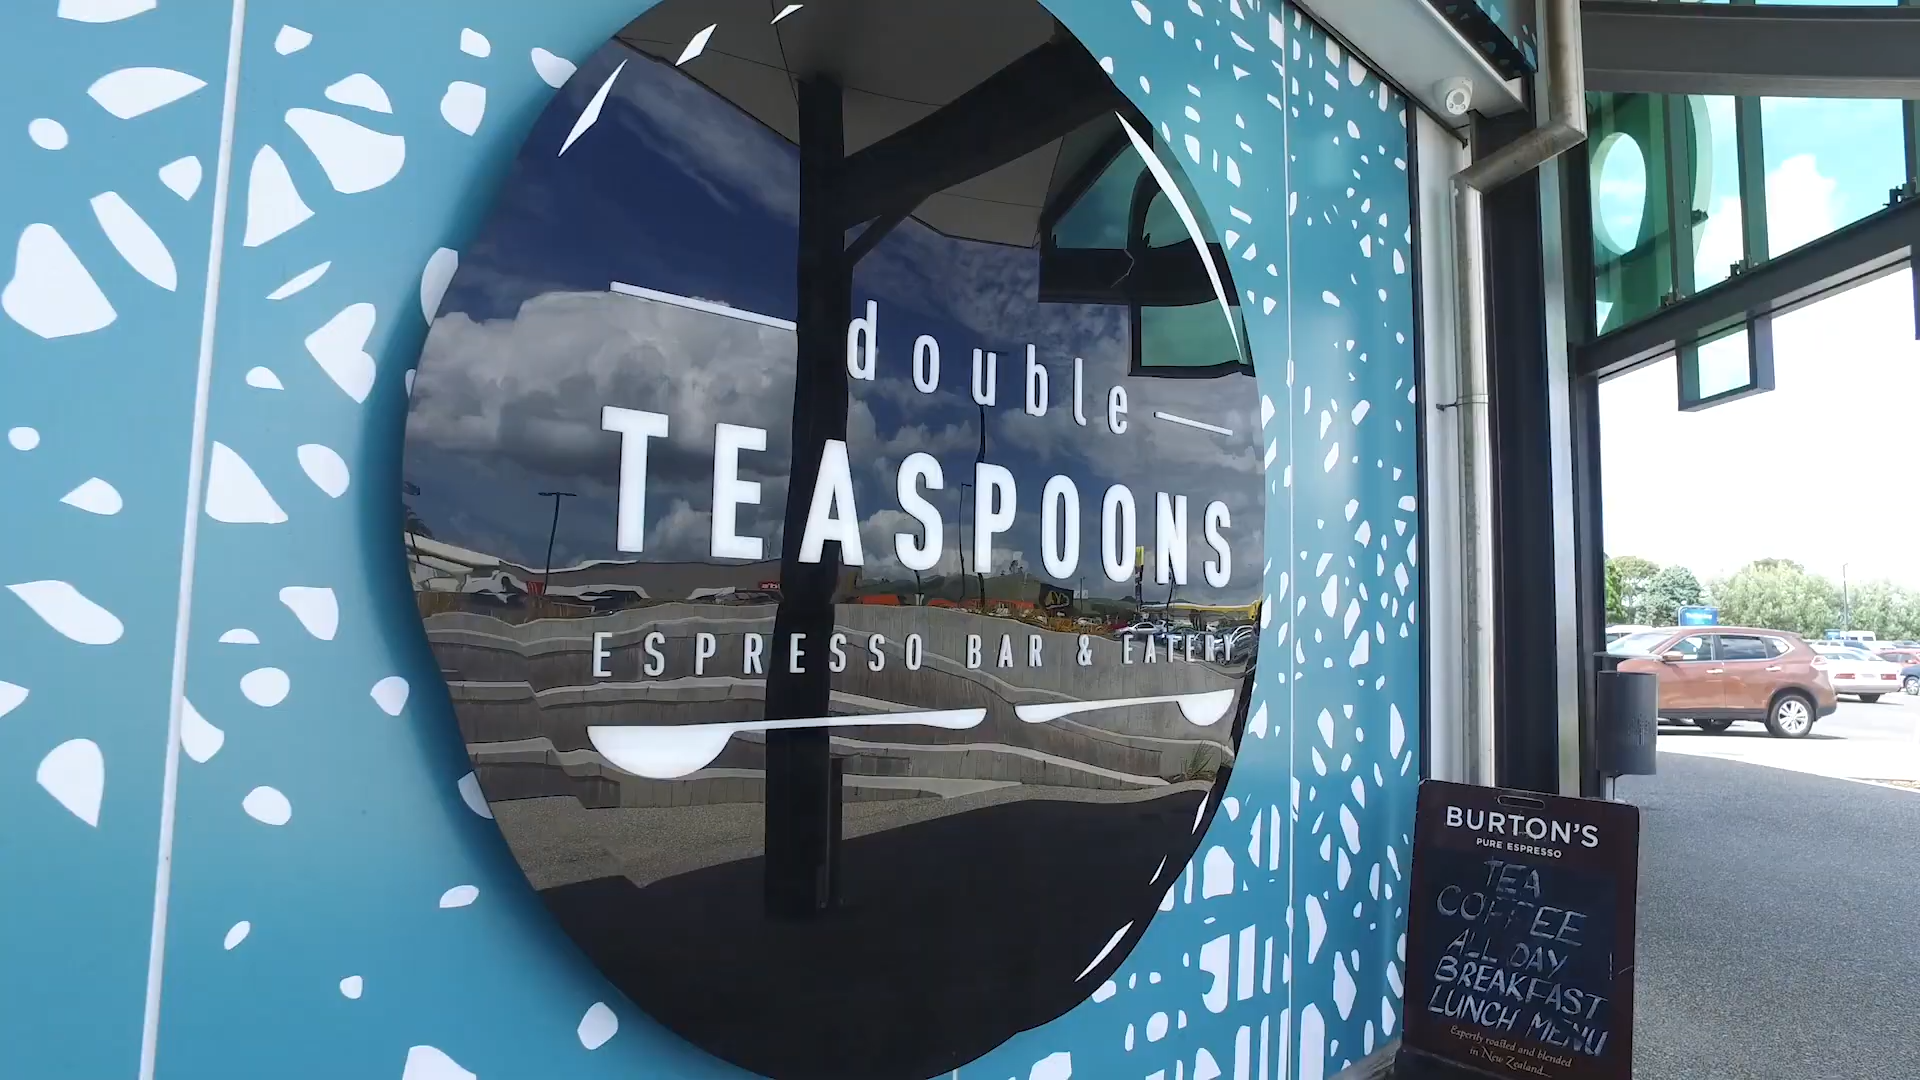 double
TEASPOONS
ESPRESSO BAR & EATERY
BURTON'S
PURE ESPRESSO
TEA
COFFEE
ALL DAY
BREAKFAST
LUNCH MENU
Expertly roasted and blended
in New Zealand